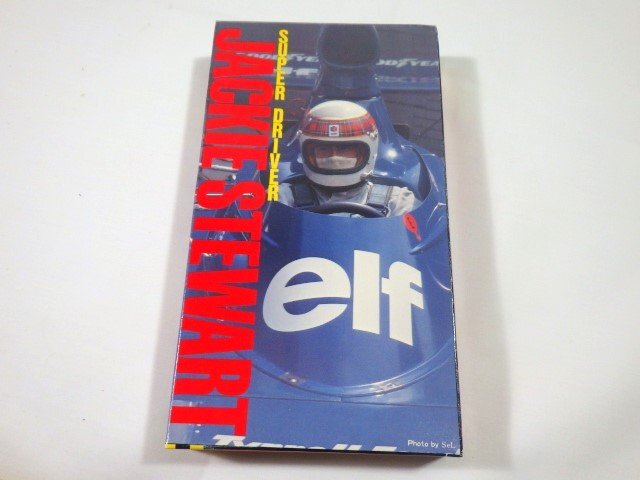 JACKIE STEWART
SUPER DRIVER
elf
Photo by SeL